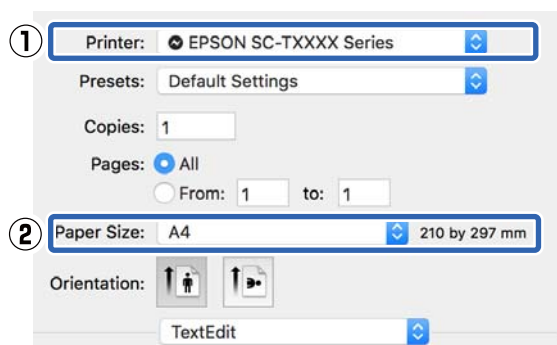 ① Printer: EPSON SC-TXXXX Series
Presets: Default Settings
Copies: 1
Pages: All
From: 1 to: 1
② Paper Size: A4 210 by 297 mm
Orientation:
TextEdit